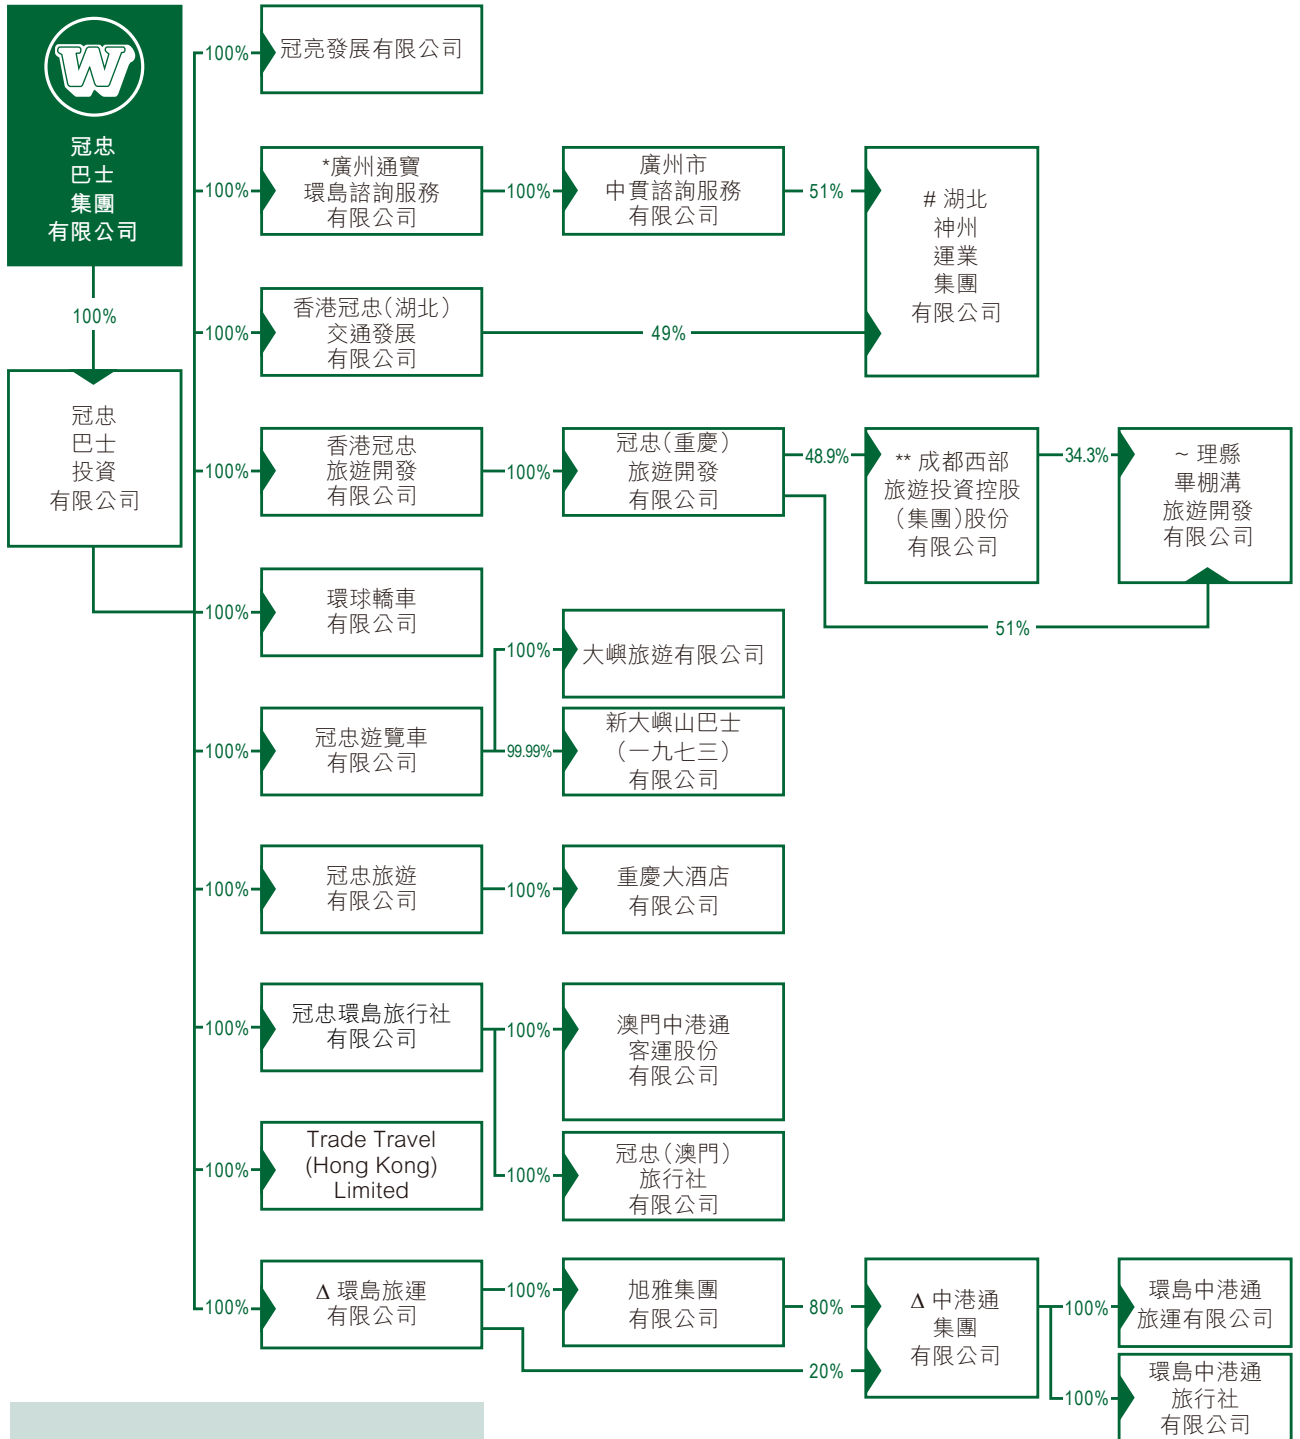 W
冠忠
巴士
集團
有限公司
100%
冠忠
巴士
投資
有限公司
100%
冠亮發展有限公司
100%
*廣州通寶
環島諮詢服務
有限公司
100%
廣州市
中貫諮詢服務
有限公司
51%
# 湖北
神州
運業
集團
有限公司
100%
香港冠忠(湖北)
交通發展
有限公司
49%
100%
香港冠忠
旅遊開發
有限公司
100%
冠忠(重慶)
旅遊開發
有限公司
48.9%
** 成都西部
旅遊投資控股
(集團)股份
有限公司
34.3%
~ 理縣
畢棚溝
旅遊開發
有限公司
51%
100%
環球轎車
有限公司
100%
冠忠遊覽車
有限公司
100%
大嶼旅遊有限公司
99.99%
新大嶼山巴士
(一九七三)
有限公司
100%
冠忠旅遊
有限公司
100%
重慶大酒店
有限公司
100%
冠忠環島旅行社
有限公司
100%
澳門中港通
客運股份
有限公司
100%
冠忠(澳門)
旅行社
有限公司
100%
Trade Travel
(Hong Kong)
Limited
100%
Δ 環島旅運
有限公司
100%
旭雅集團
有限公司
80%
20%
Δ 中港通
集團
有限公司
100%
環島中港通
旅運有限公司
100%
環島中港通
旅行社
有限公司